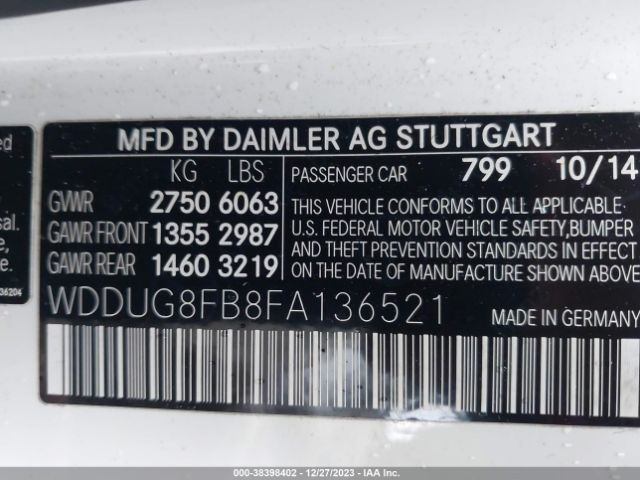 ed
MFD BY DAIMLER AG STUTTGART
KG LBS
PASSENGER CAR 799 10/14
GVWR 2750 6063
GAWR FRONT 1355 2987
GAWR REAR 1460 3219
THIS VEHICLE CONFORMS TO ALL APPLICABLE
U.S. FEDERAL MOTOR VEHICLE SAFETY,BUMPER
AND THEFT PREVENTION STANDARDS IN EFFECT
ON THE DATE OF MANUFACTURE SHOWN ABOVE
sal.
e,
e.
36204
WDDUG8FB8FA136521
MADE IN GERMANY
000-38398402 - 12/27/2023 - IAA Inc.